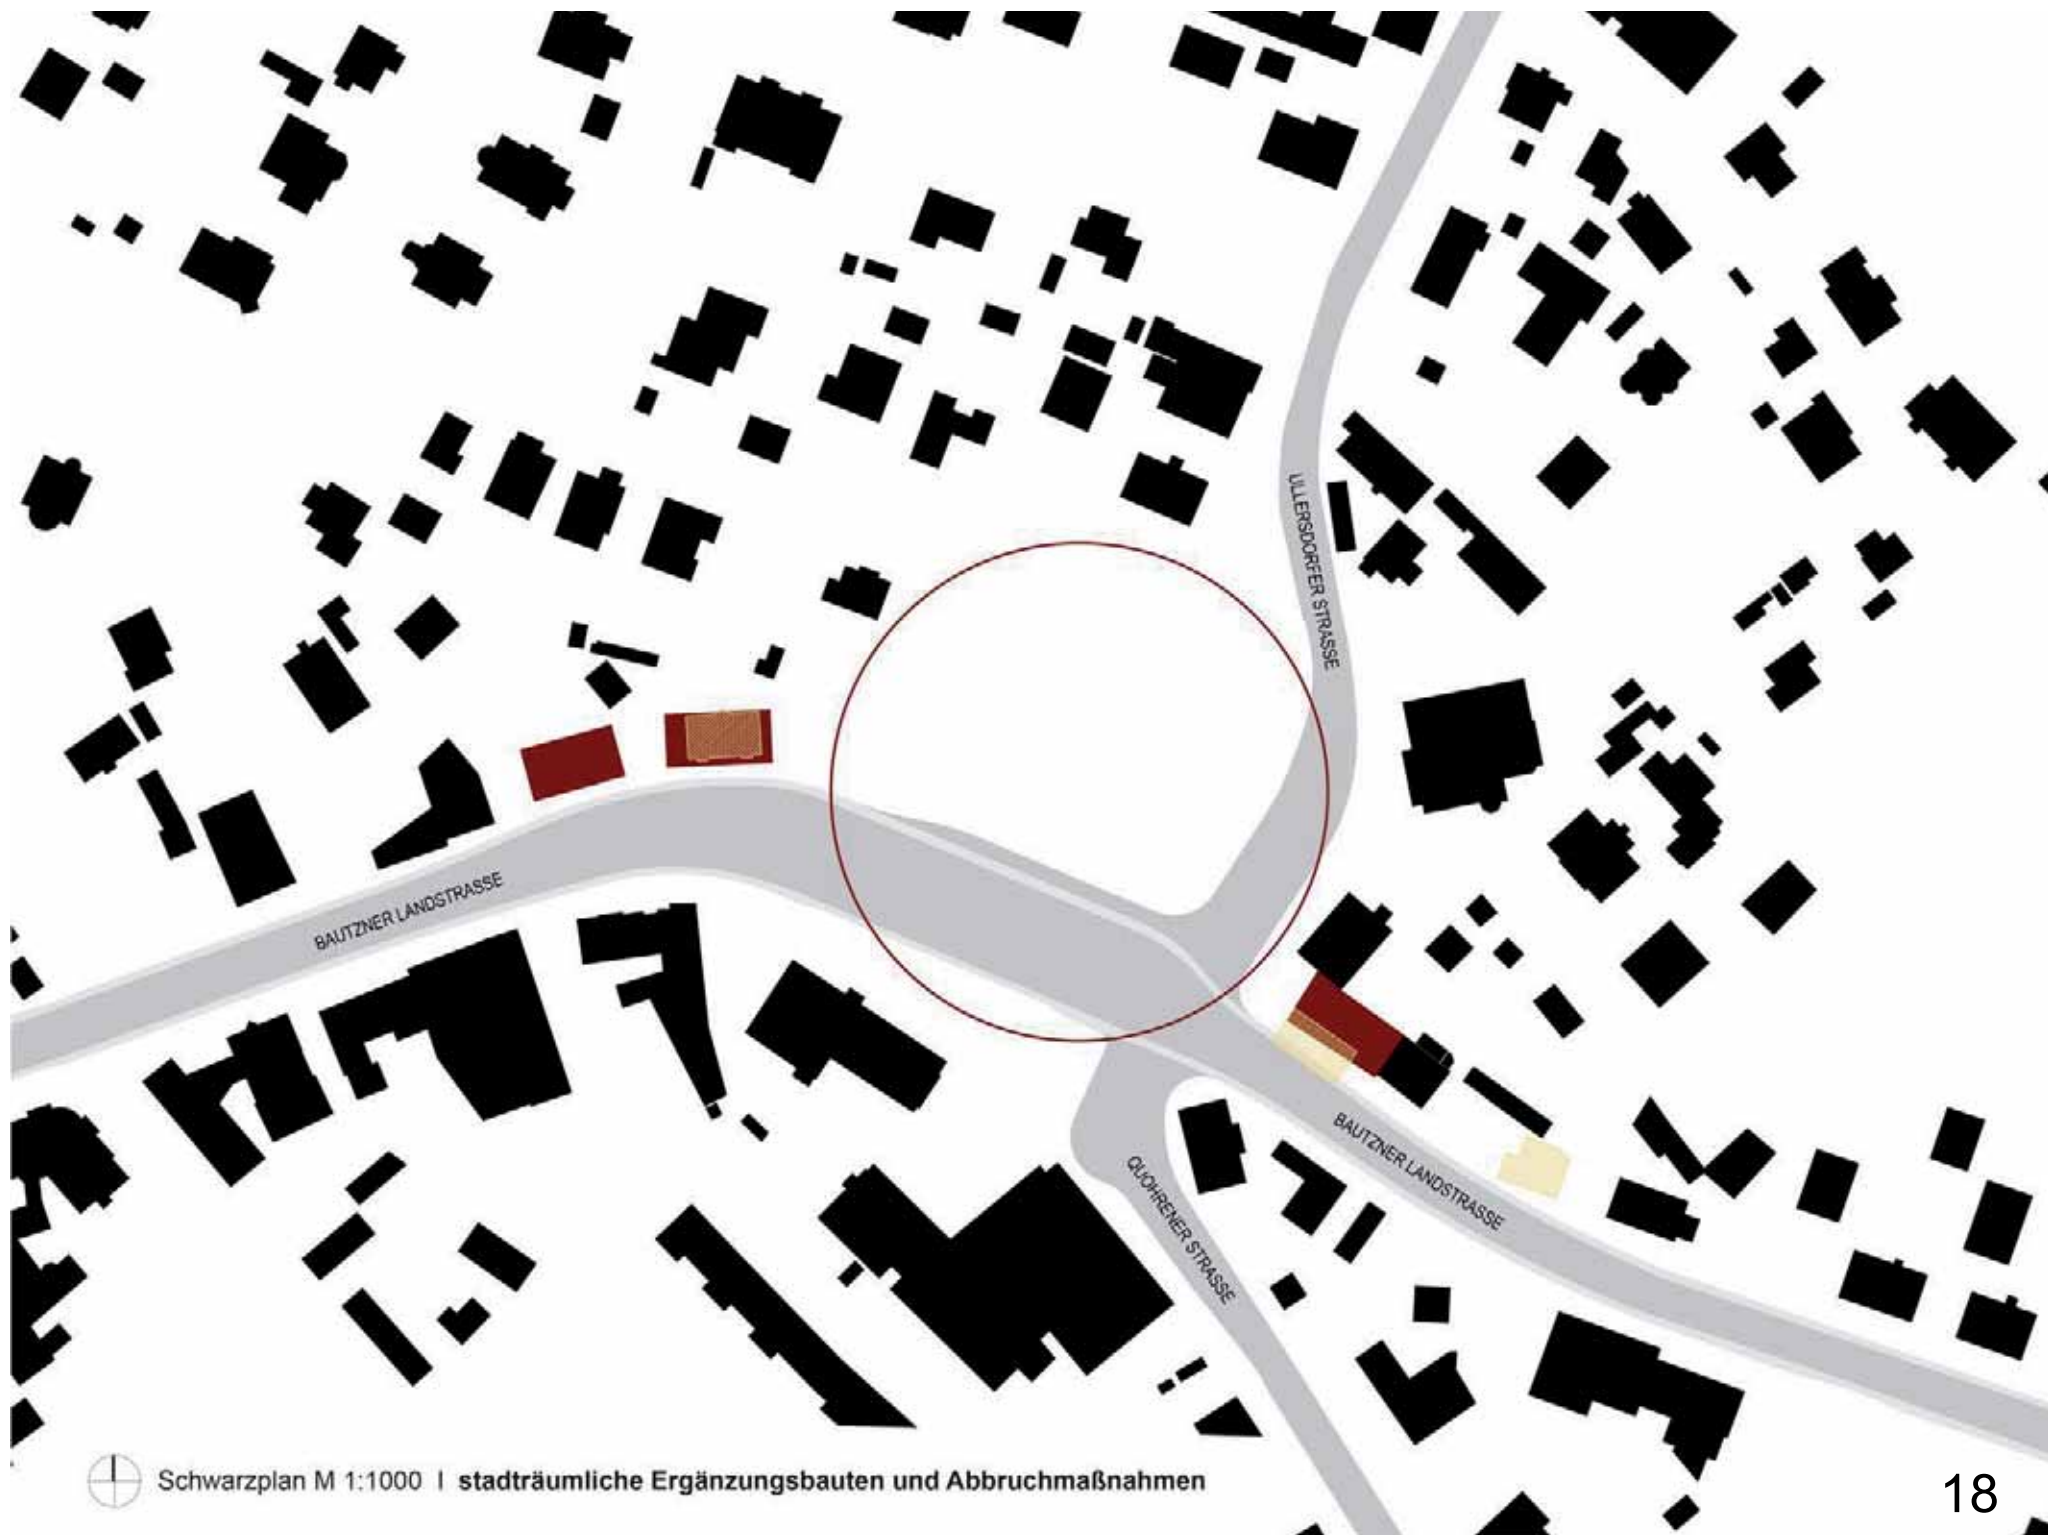 ULLERSDORFER STRASSE
BAUTZNER LANDSTRASSE
BAUTZNER LANDSTRASSE
QUOHRENER STRASSE
Schwarzplan M 1:1000 I stadträumliche Ergänzungsbauten und Abbruchmaßnahmen
18